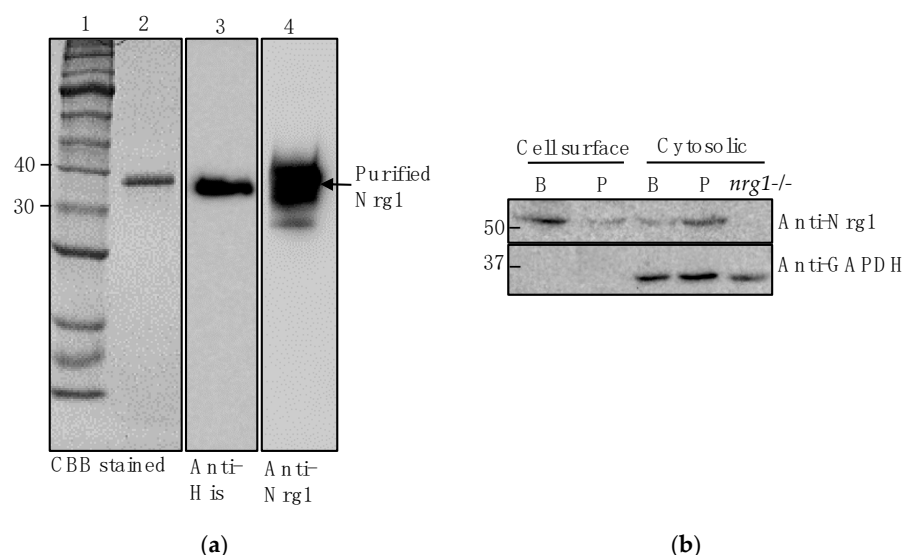 1 2 3 4
40
30
Purified
Nrg1
CBB stained
Anti-
His
Anti-
Nrg1
(a)
Cell surface Cytosolic
B P B P nrg1-/-
50
Anti-Nrg1
37
Anti-GAPDH
(b)